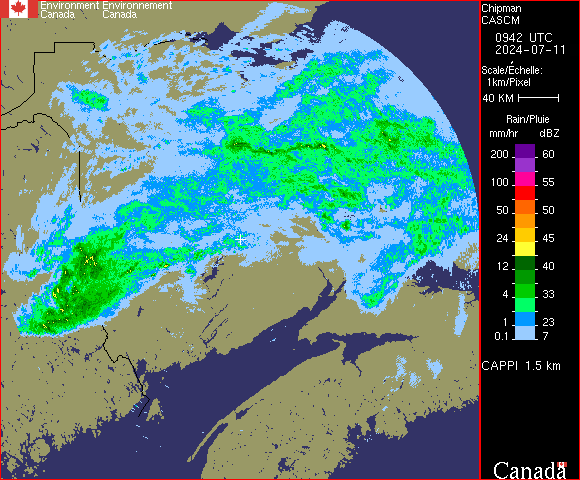 Environment Environnement
Canada Canada
Chipman
CASCM
0942 UTC
2024-07-11
Scale/Échelle:
1km/Pixel
40 KM
Rain/Pluie
mm/hr dBZ
200 60
100 55
50 50
24 45
12 40
4 33
1 23
0.1 7
CAPPI 1.5 km
Canada